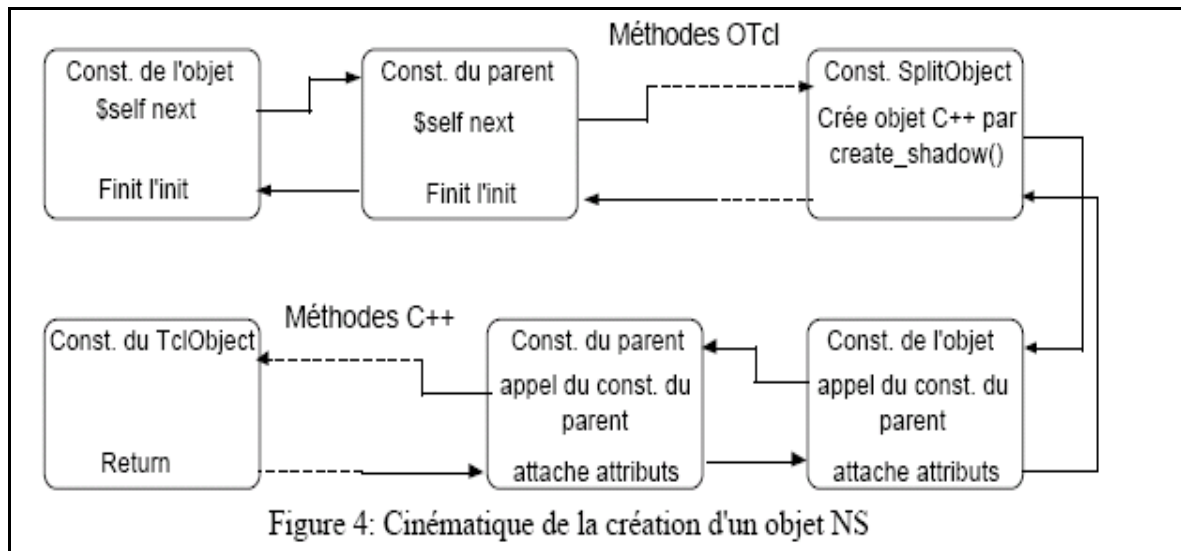 Méthodes OTcl
Const. de l'objet
$self next
Finit l'init
Const. du parent
$self next
Finit l'init
Const. SplitObject
Crée objet C++ par
create_shadow()
Méthodes C++
Const. du TclObject
Return
Const. du parent
appel du const. du
parent
attache attributs
Const. de l'objet
appel du const. du
parent
attache attributs
Figure 4: Cinématique de la création d'un objet NS